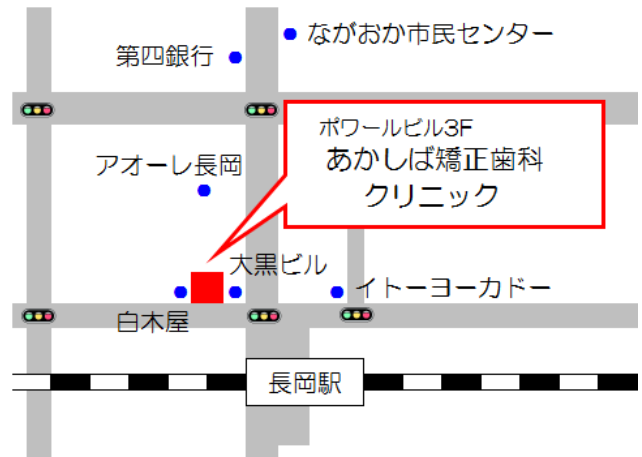 ながおか市民センター
第四銀行
ポワールビル3F
あかしば矯正歯科
クリニック
アオーレ長岡
大黒ビル
イトーヨーカドー
白木屋
長岡駅